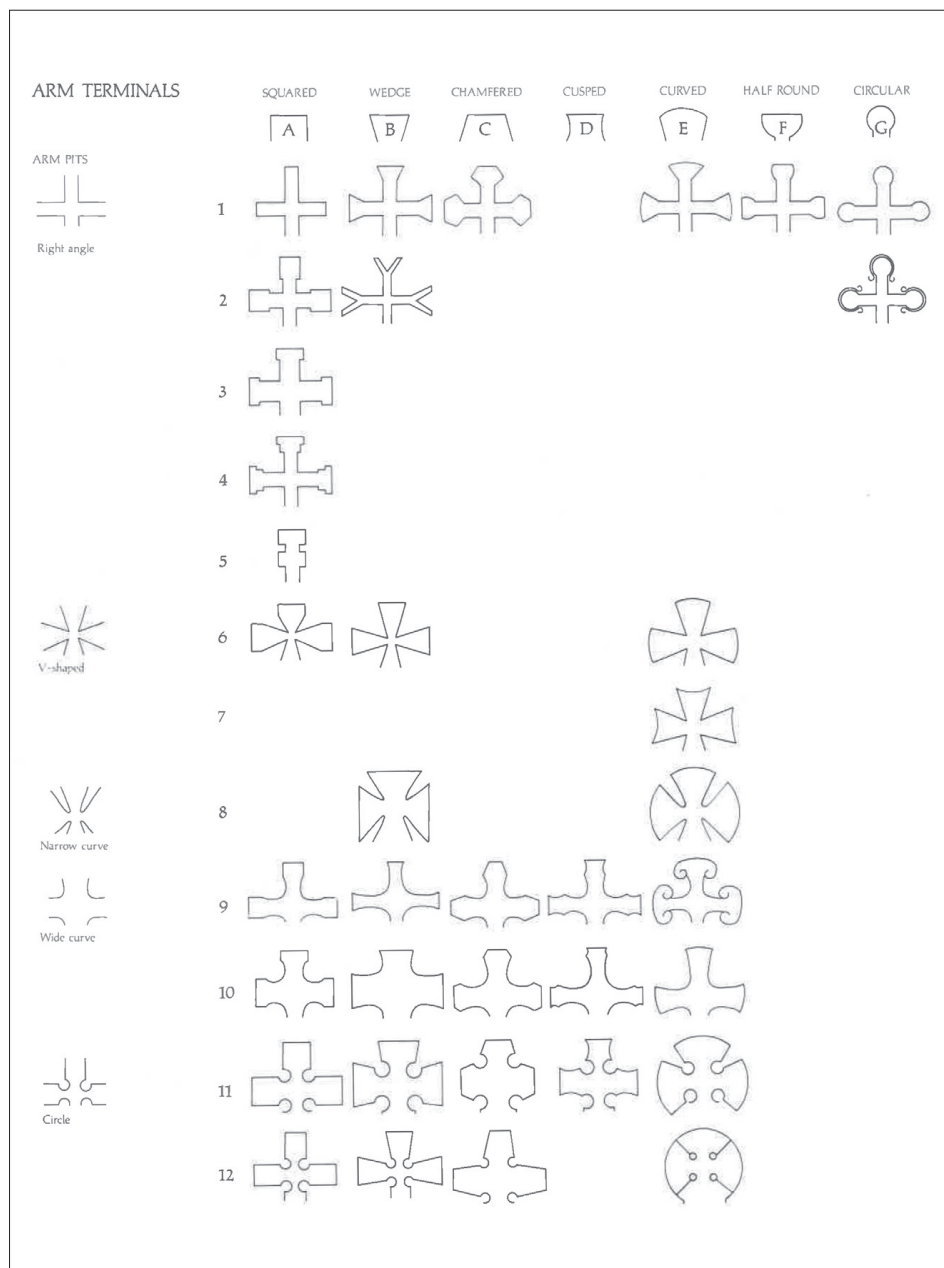 ARM TERMINALS
SQUARED WEDGE CHAMFERED CUSPED CURVED HALF ROUND CIRCULAR
A B C D E F G
ARM PITS
1
Right angle
2
3
4
5
6
V-shaped
7
8
Narrow curve
9
Wide curve
10
11
Circle
12